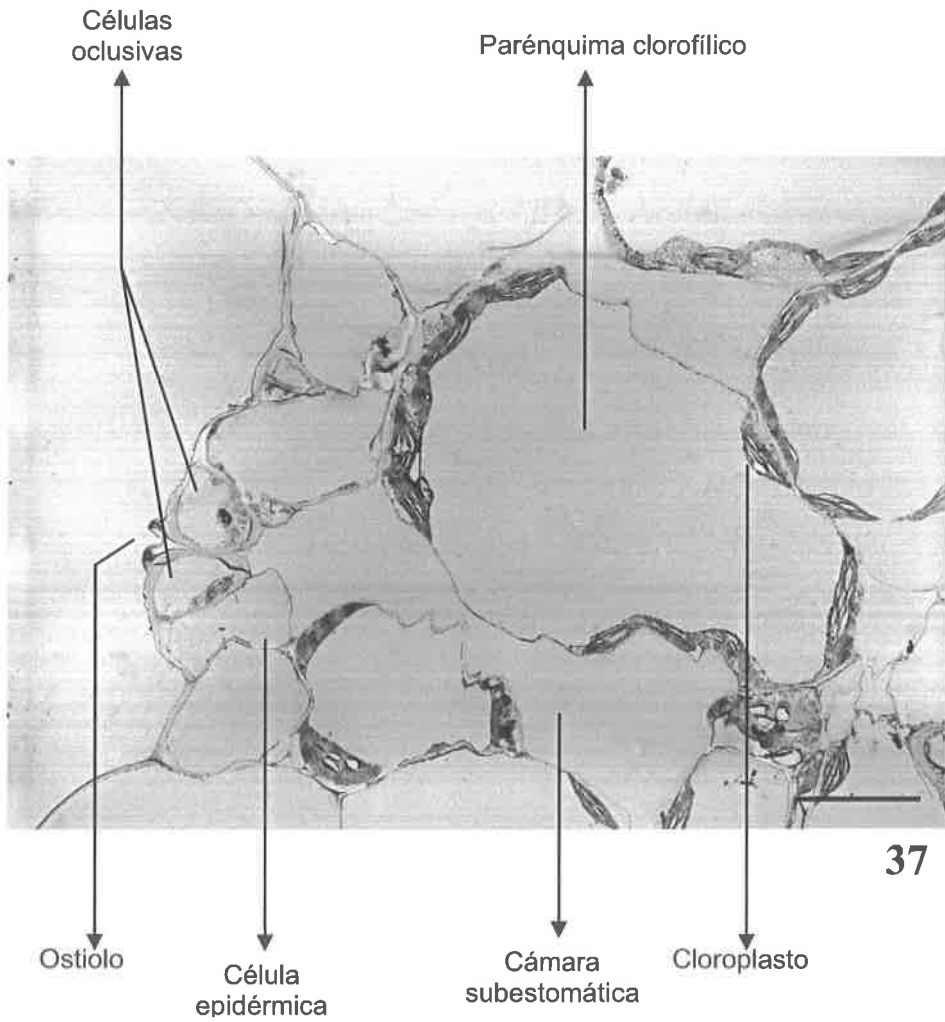 Células
oclusivas
Parénquima clorofílico
37
Ostiolo
Célula
epidérmica
Cámara
subestomática
Cloroplasto